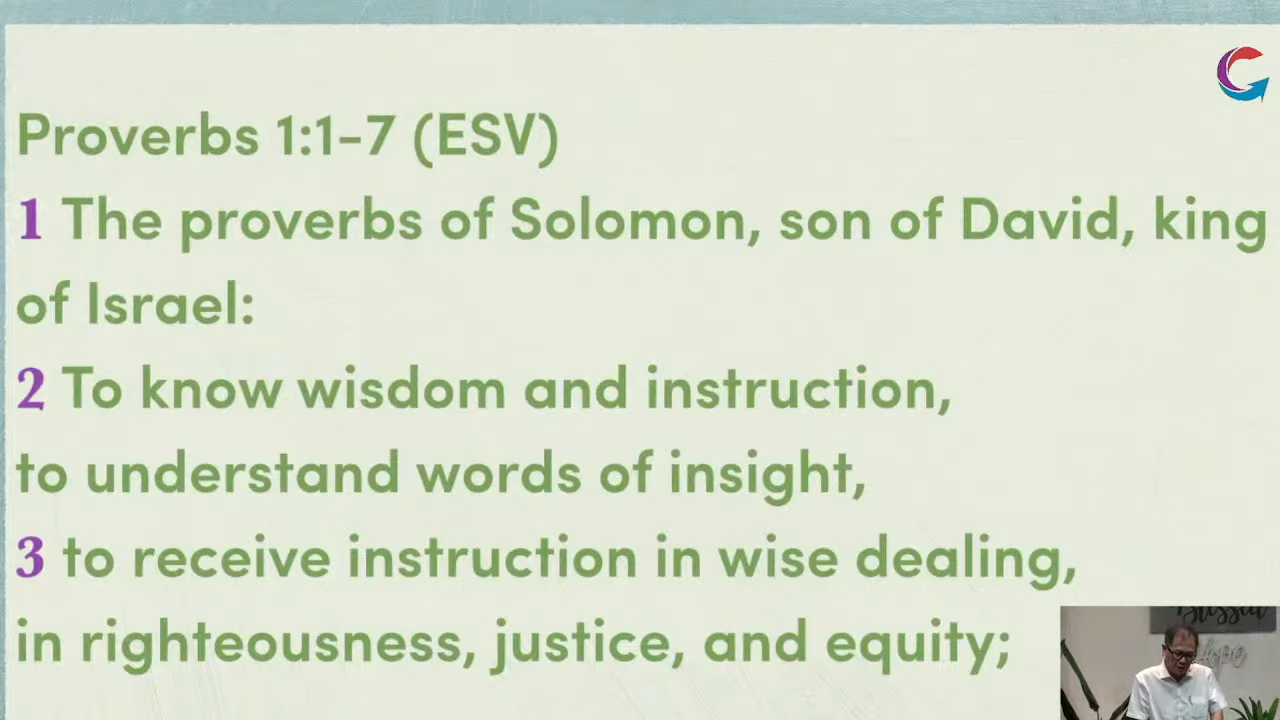 Proverbs 1:1-7 (ESV)
1 The proverbs of Solomon, son of David, king
of Israel:
2 To know wisdom and instruction,
to understand words of insight,
3 to receive instruction in wise dealing,
in righteousness, justice, and equity;
Blessed
Hope